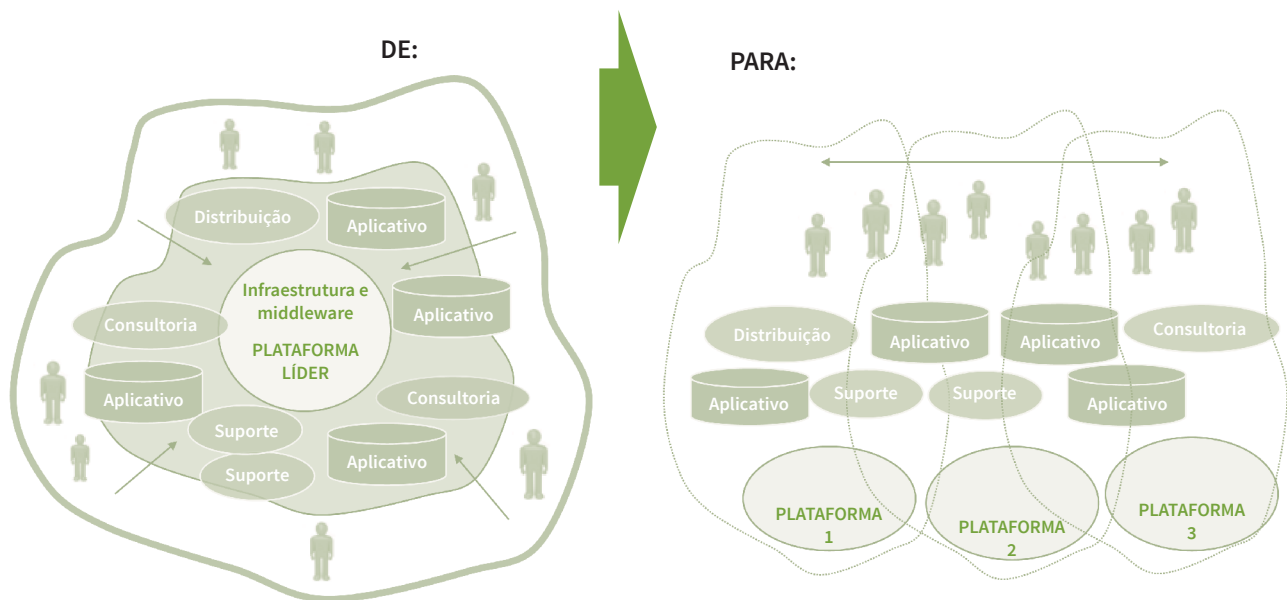 DE:
Distribuição
Aplicativo
Infraestrutura e
middleware
PLATAFORMA
LÍDER
Aplicativo
Consultoria
Aplicativo
Consultoria
Suporte
Suporte
Aplicativo
PARA:
Distribuição
Aplicativo
Aplicativo
Consultoria
Aplicativo
Suporte
Suporte
Aplicativo
PLATAFORMA
1
PLATAFORMA
2
PLATAFORMA
3